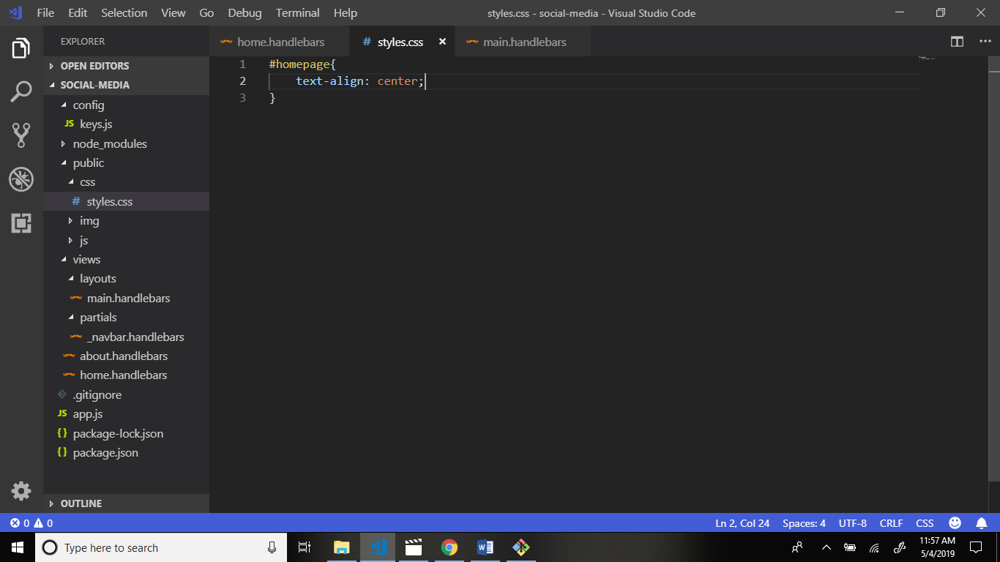 File Edit Selection View Go Debug Terminal Help
styles.css - social-media - Visual Studio Code
EXPLORER
OPEN EDITORS
SOCIAL-MEDIA
config
JS keys.js
node_modules
public
css
# styles.css
img
js
views
layouts
main.handlebars
partials
_navbar.handlebars
about.handlebars
home.handlebars
.gitignore
JS app.js
{} package-lock.json
{} package.json
OUTLINE
home.handlebars # styles.css × main.handlebars
1 #homepage{
2 text-align: center;
3 }
0 0 Ln 2, Col 24 Spaces: 4 UTF-8 CRLF CSS
Type here to search
11:57 AM
5/4/2019